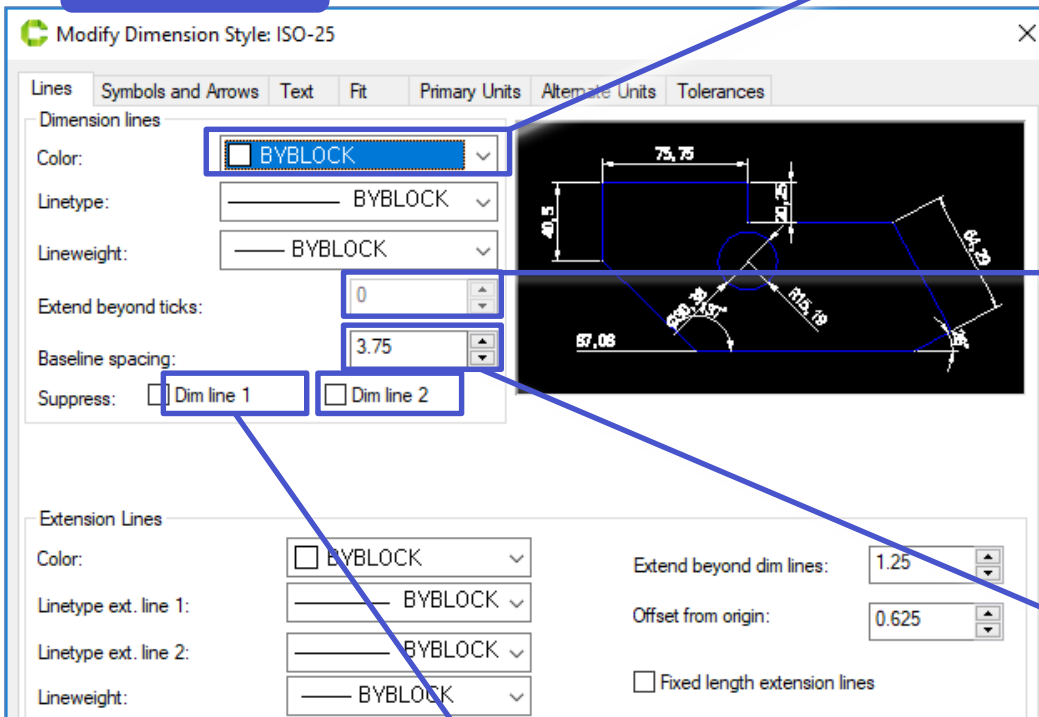 Modify Dimension Style: ISO-25
Lines Symbols and Arrows Text Fit Primary Units Alternate Units Tolerances
Dimension lines
Color: BYBLOCK
Linetype: BYBLOCK
Lineweight: BYBLOCK
Extend beyond ticks: 0
Baseline spacing: 3.75
Suppress: Dim line 1 Dim line 2
75,75
20,25
40,5
64,29
R15,19
67,06
Extension Lines
Color: BYBLOCK
Extend beyond dim lines: 1.25
Linetype ext. line 1: BYBLOCK
Offset from origin: 0.625
Linetype ext. line 2: BYBLOCK
Lineweight: BYBLOCK
Fixed length extension lines